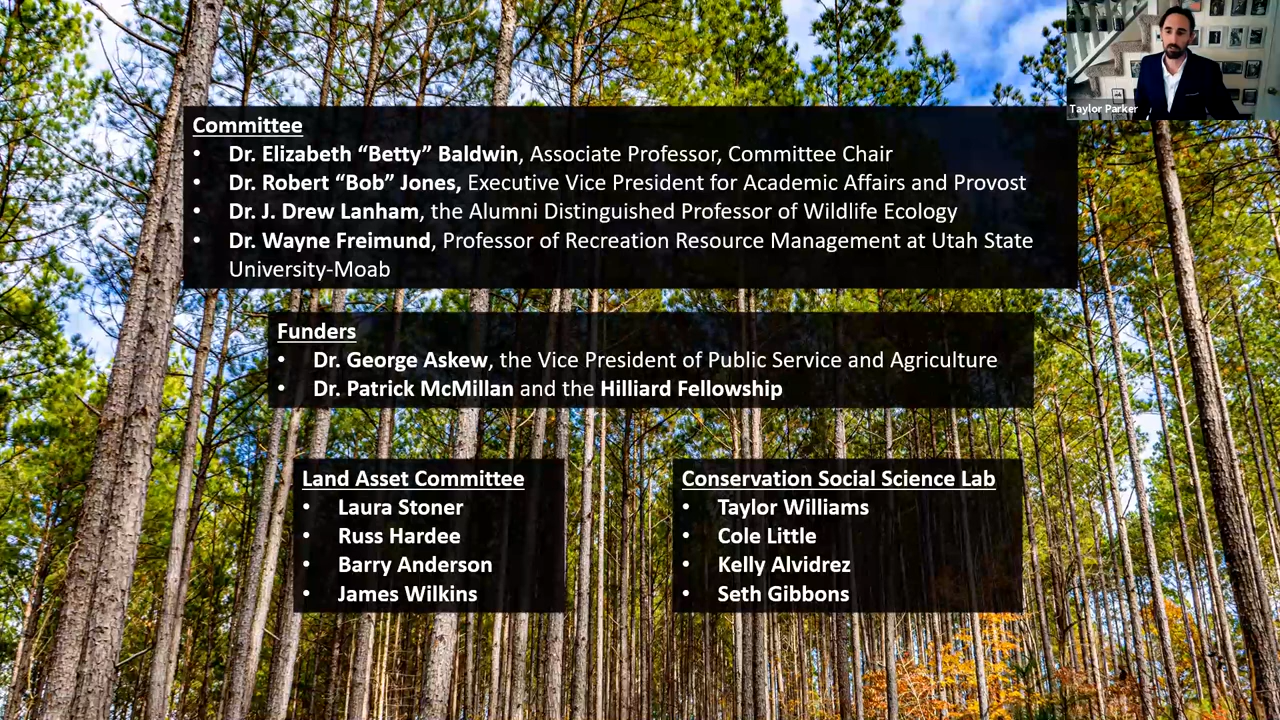 Taylor Parker
Committee
• Dr. Elizabeth “Betty” Baldwin, Associate Professor, Committee Chair
• Dr. Robert “Bob” Jones, Executive Vice President for Academic Affairs and Provost
• Dr. J. Drew Lanham, the Alumni Distinguished Professor of Wildlife Ecology
• Dr. Wayne Freimund, Professor of Recreation Resource Management at Utah State
University-Moab
Funders
• Dr. George Askew, the Vice President of Public Service and Agriculture
• Dr. Patrick McMillan and the Hilliard Fellowship
Land Asset Committee
• Laura Stoner
• Russ Hardee
• Barry Anderson
• James Wilkins
Conservation Social Science Lab
• Taylor Williams
• Cole Little
• Kelly Alvidrez
• Seth Gibbons